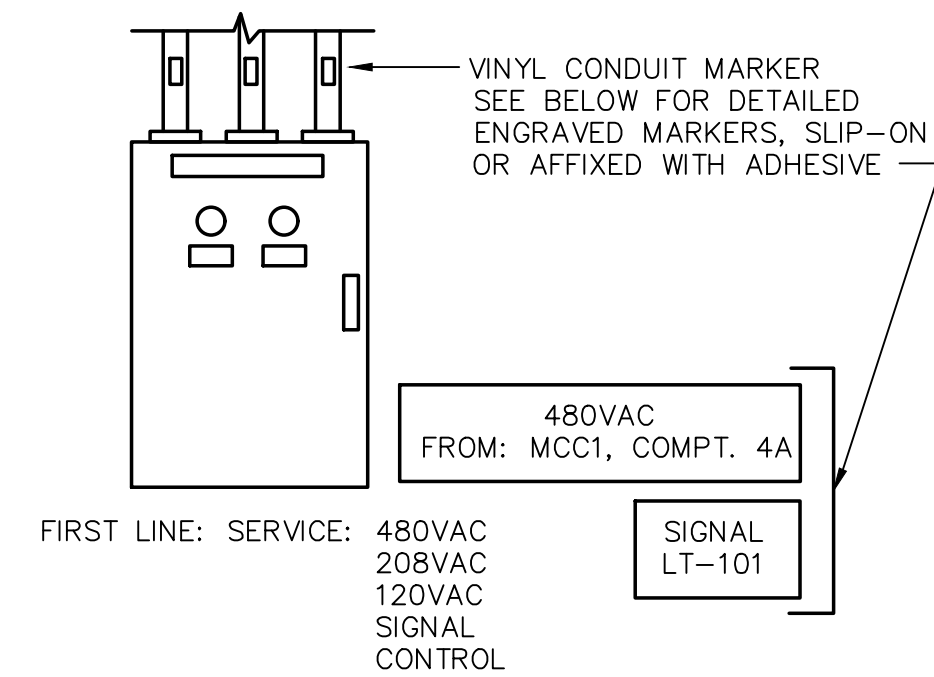 VINYL CONDUIT MARKER
SEE BELOW FOR DETAILED
ENGRAVED MARKERS, SLIP-ON
OR AFFIXED WITH ADHESIVE
480VAC
FROM: MCC1, COMPT. 4A
SIGNAL
LT-101
FIRST LINE: SERVICE: 480VAC
208VAC
120VAC
SIGNAL
CONTROL